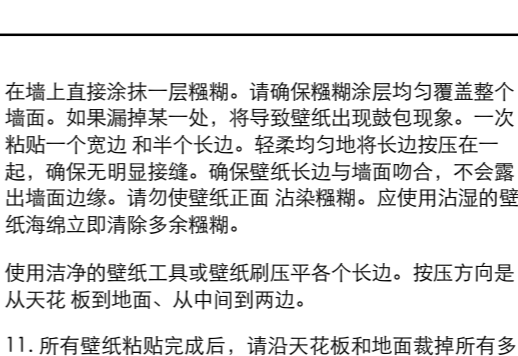 在墙上直接涂抹一层糨糊。请确保糨糊涂层均匀覆盖整个
墙面。如果漏掉某一处，将导致壁纸出现鼓包现象。一次
粘贴一个宽边 和半个长边。轻柔均匀地将长边按压在一
起，确保无明显接缝。确保壁纸长边与墙面吻合，不会露
出墙面边缘。请勿使壁纸正面 沾染糨糊。应使用沾湿的壁
纸海绵立即清除多余糨糊。
使用洁净的壁纸工具或壁纸刷压平各个长边。按压方向是
从天花 板到地面、从中间到两边。
11. 所有壁纸粘贴完成后，请沿天花板和地面裁掉所有多